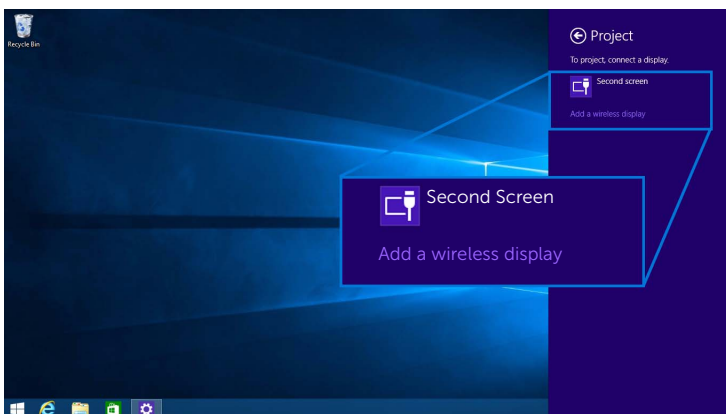 Recycle Bin
Project
To project, connect a display.
Second screen
Add a wireless display
Second Screen
Add a wireless display